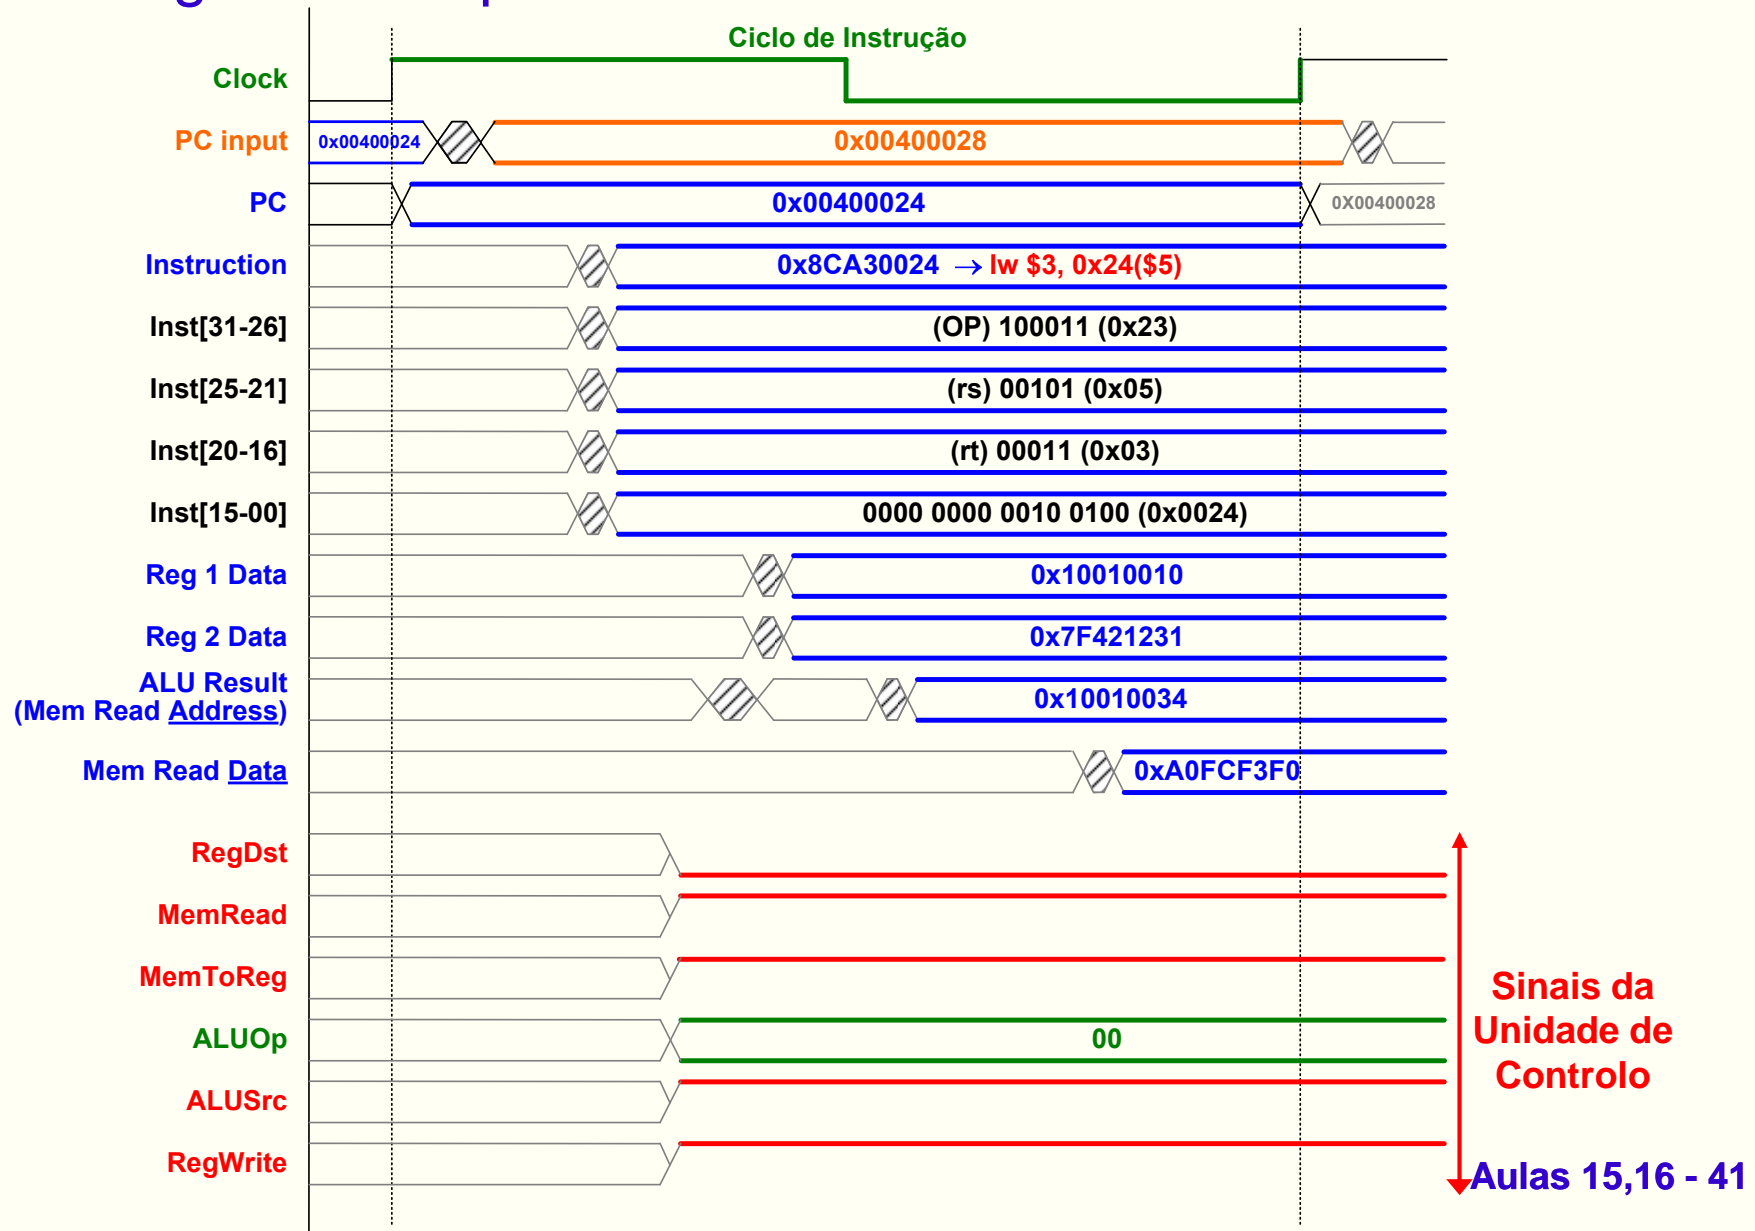 Ciclo de Instrução
Clock
PC input 0x00400024 0x00400028
PC 0x00400024 0X00400028
Instruction 0x8CA30024 → lw $3, 0x24($5)
Inst[31-26] (OP) 100011 (0x23)
Inst[25-21] (rs) 00101 (0x05)
Inst[20-16] (rt) 00011 (0x03)
Inst[15-00] 0000 0000 0010 0100 (0x0024)
Reg 1 Data 0x10010010
Reg 2 Data 0x7F421231
ALU Result
(Mem Read Address) 0x10010034
Mem Read Data 0xA0FCF3F0
RegDst
MemRead
MemToReg
ALUOp 00
ALUSrc
RegWrite
Sinais da
Unidade de
Controlo
Aulas 15,16 - 41